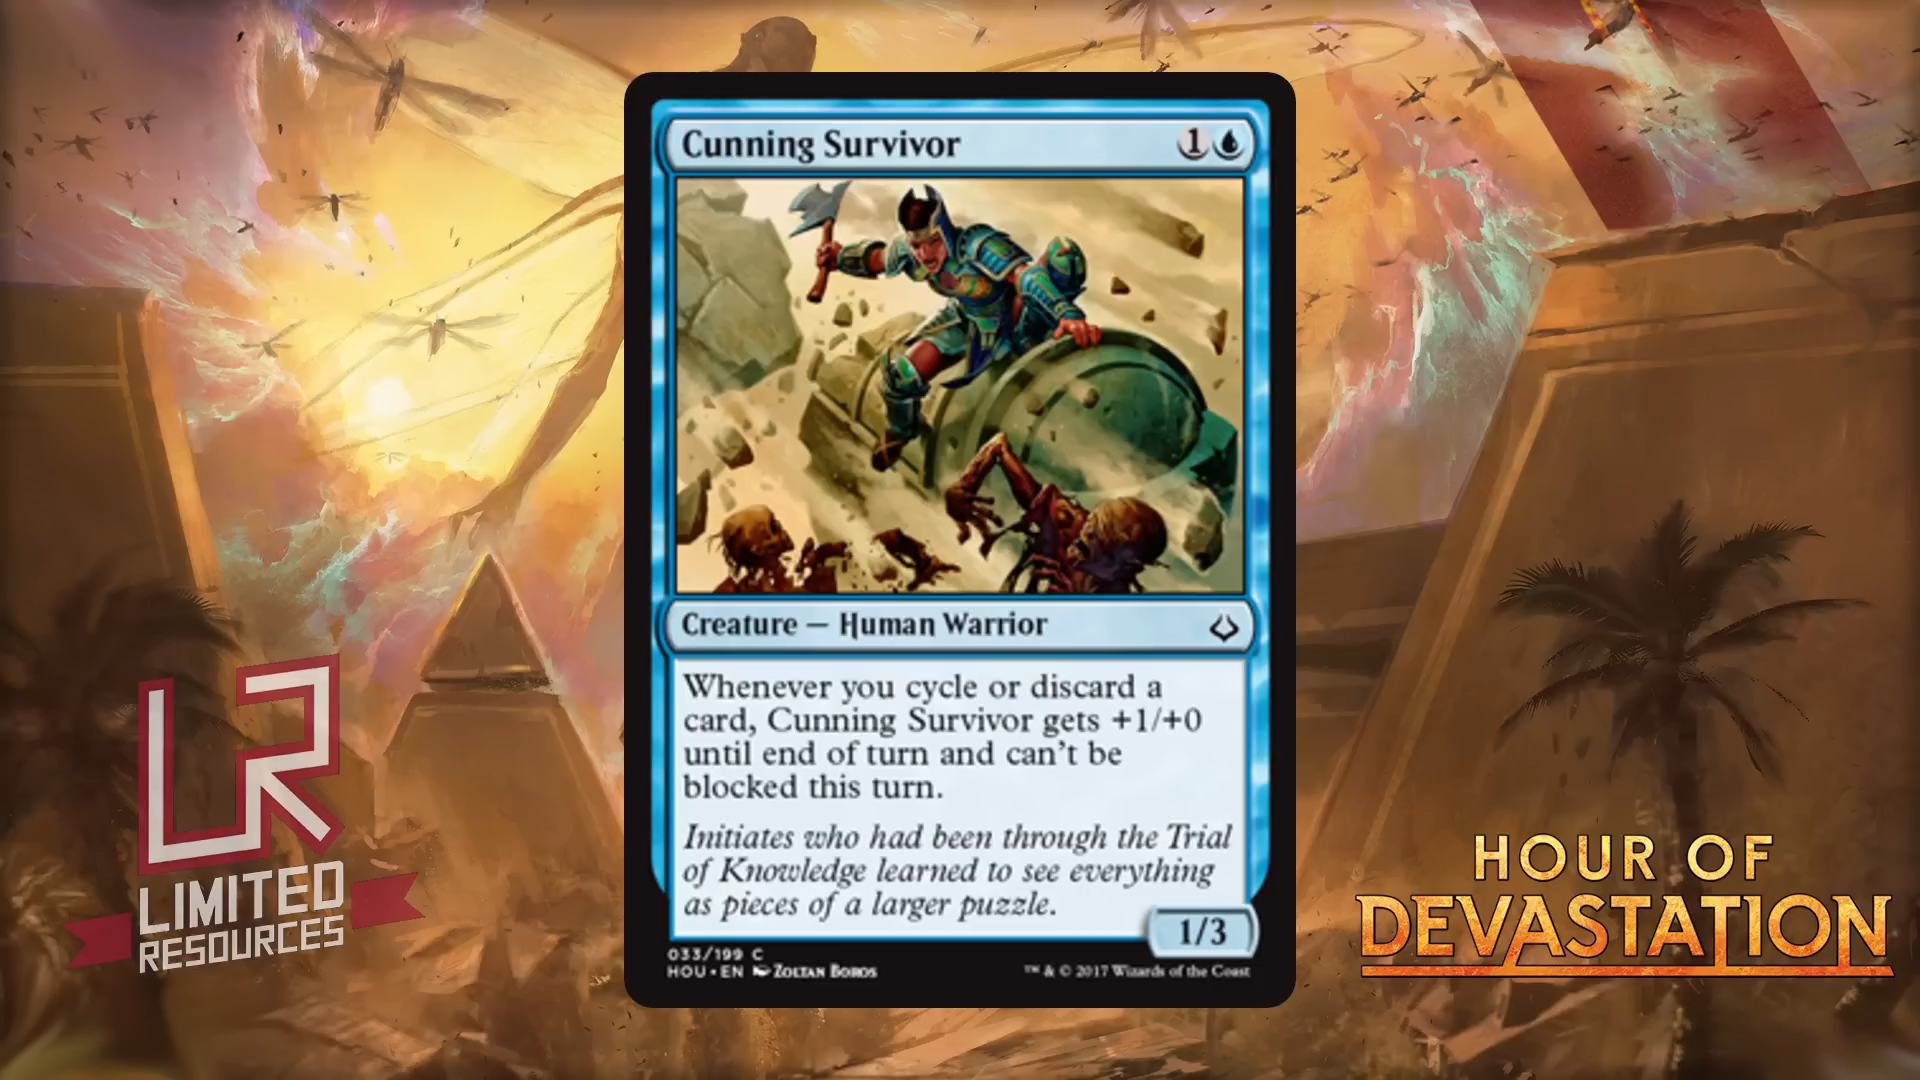 Cunning Survivor
1
Creature — Human Warrior
Whenever you cycle or discard a
card, Cunning Survivor gets +1/+0
until end of turn and can't be
blocked this turn.
Initiates who had been through the Trial
of Knowledge learned to see everything
as pieces of a larger puzzle.
1/3
033/199 C
HOU • EN Zoltan Boros
™ & © 2017 Wizards of the Coast
LR
LIMITED
RESOURCES
HOUR OF
DEVASTATION